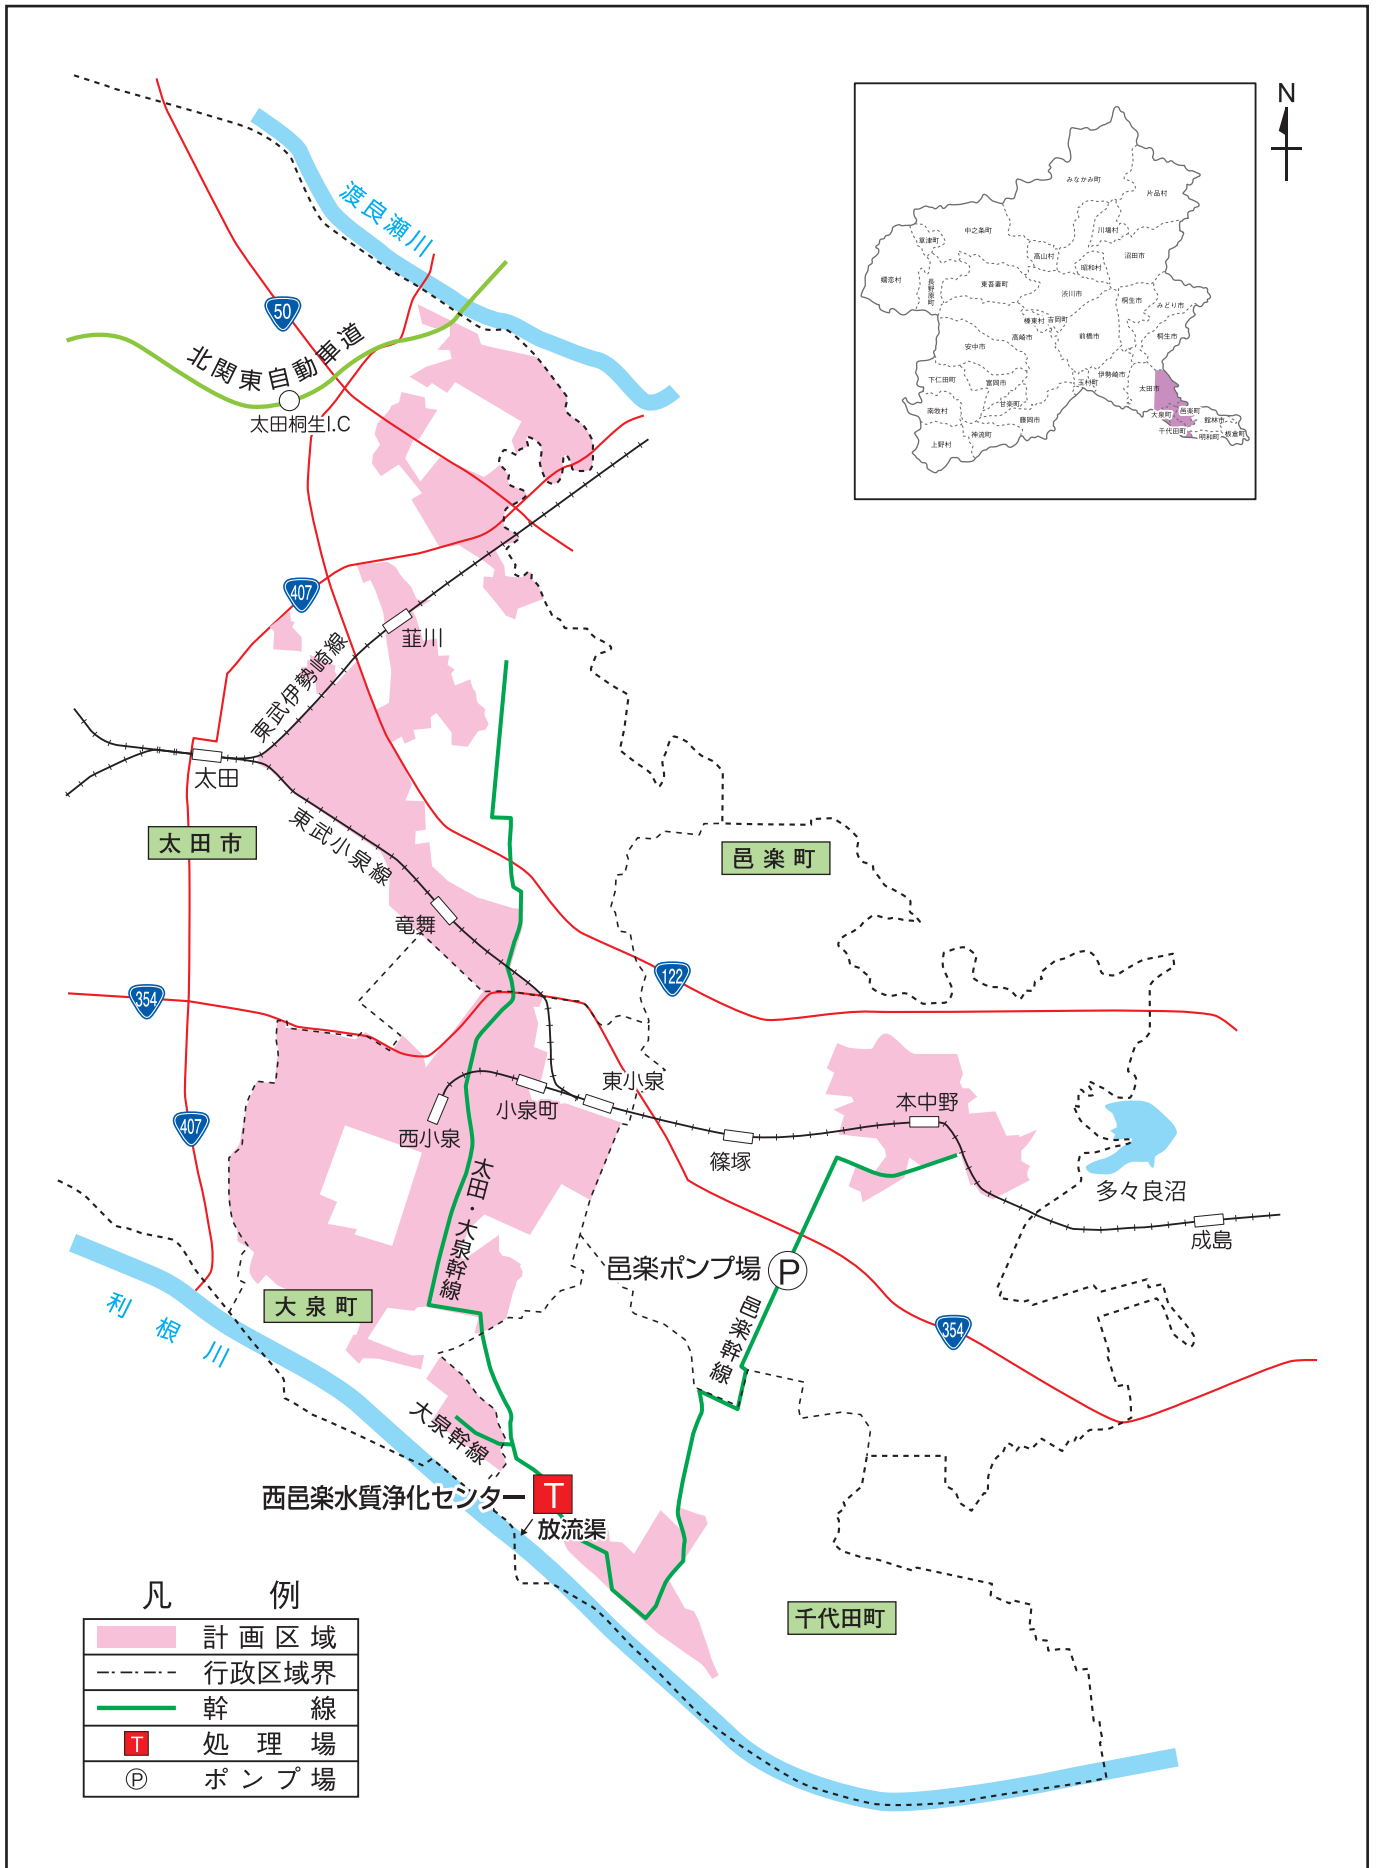 N
みなかみ町
片品村
中之条町
川場村
草津町
高山村
沼田市
昭和村
嬬恋村
長野原町
東吾妻町
渋川市
桐生市
みどり市
榛東村
吉岡町
高崎市
前橋市
桐生市
安中市
伊勢崎市
下仁田町
富岡市
玉村町
太田市
甘楽町
南牧村
大泉町
邑楽町
藤岡市
館林市
千代田町
神流町
明和町
板倉町
上野村
渡良瀬川
50
北関東自動車道
太田桐生I.C
407
韮川
東武伊勢崎線
太田
東武小泉線
太田市
邑楽町
竜舞
122
354
東小泉
小泉町
本中野
407
西小泉
篠塚
多々良沼
太田・大泉幹線
成島
邑楽ポンプ場
P
利根川
大泉町
邑楽幹線
354
大泉幹線
西邑楽水質浄化センター
T
放流渠
千代田町
凡例
計画区域
行政区域界
幹線
T
処理場
P
ポンプ場